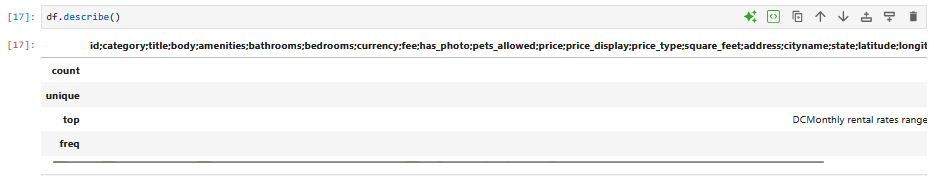 [17]: df.describe()
[17]: id;category;title;body;amenities;bathrooms;bedrooms;currency;fee;has_photo;pets_allowed;price;price_display;price_type;square_feet;address;cityname;state;latitude;longit
count
unique
top DCMonthly rental rates range
freq